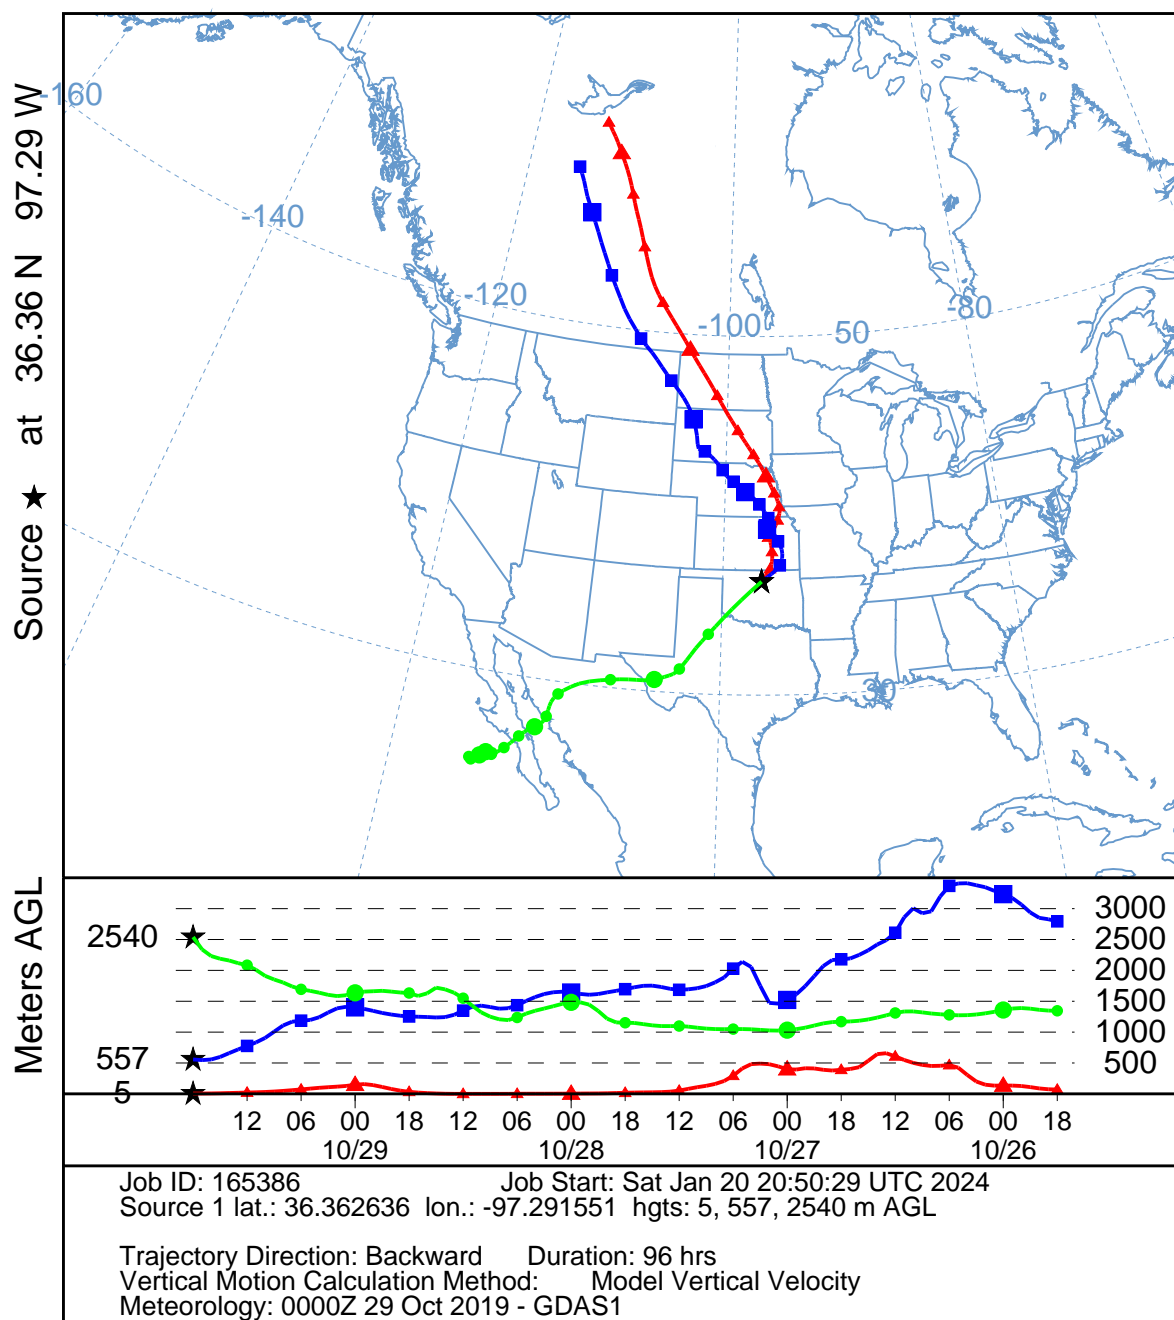 Source ★ at 36.36 N 97.29 W
-160
-140
-120
-100
50
-80
30
Meters AGL
2540
557
5
3000
2500
2000
1500
1000
500
12 06 00 18 12 06 00 18 12 06 00 18 12 06 00 18
10/29 10/28 10/27 10/26
Job ID: 165386 Job Start: Sat Jan 20 20:50:29 UTC 2024
Source 1 lat.: 36.362636 lon.: -97.291551 hgts: 5, 557, 2540 m AGL
Trajectory Direction: Backward Duration: 96 hrs
Vertical Motion Calculation Method: Model Vertical Velocity
Meteorology: 0000Z 29 Oct 2019 - GDAS1